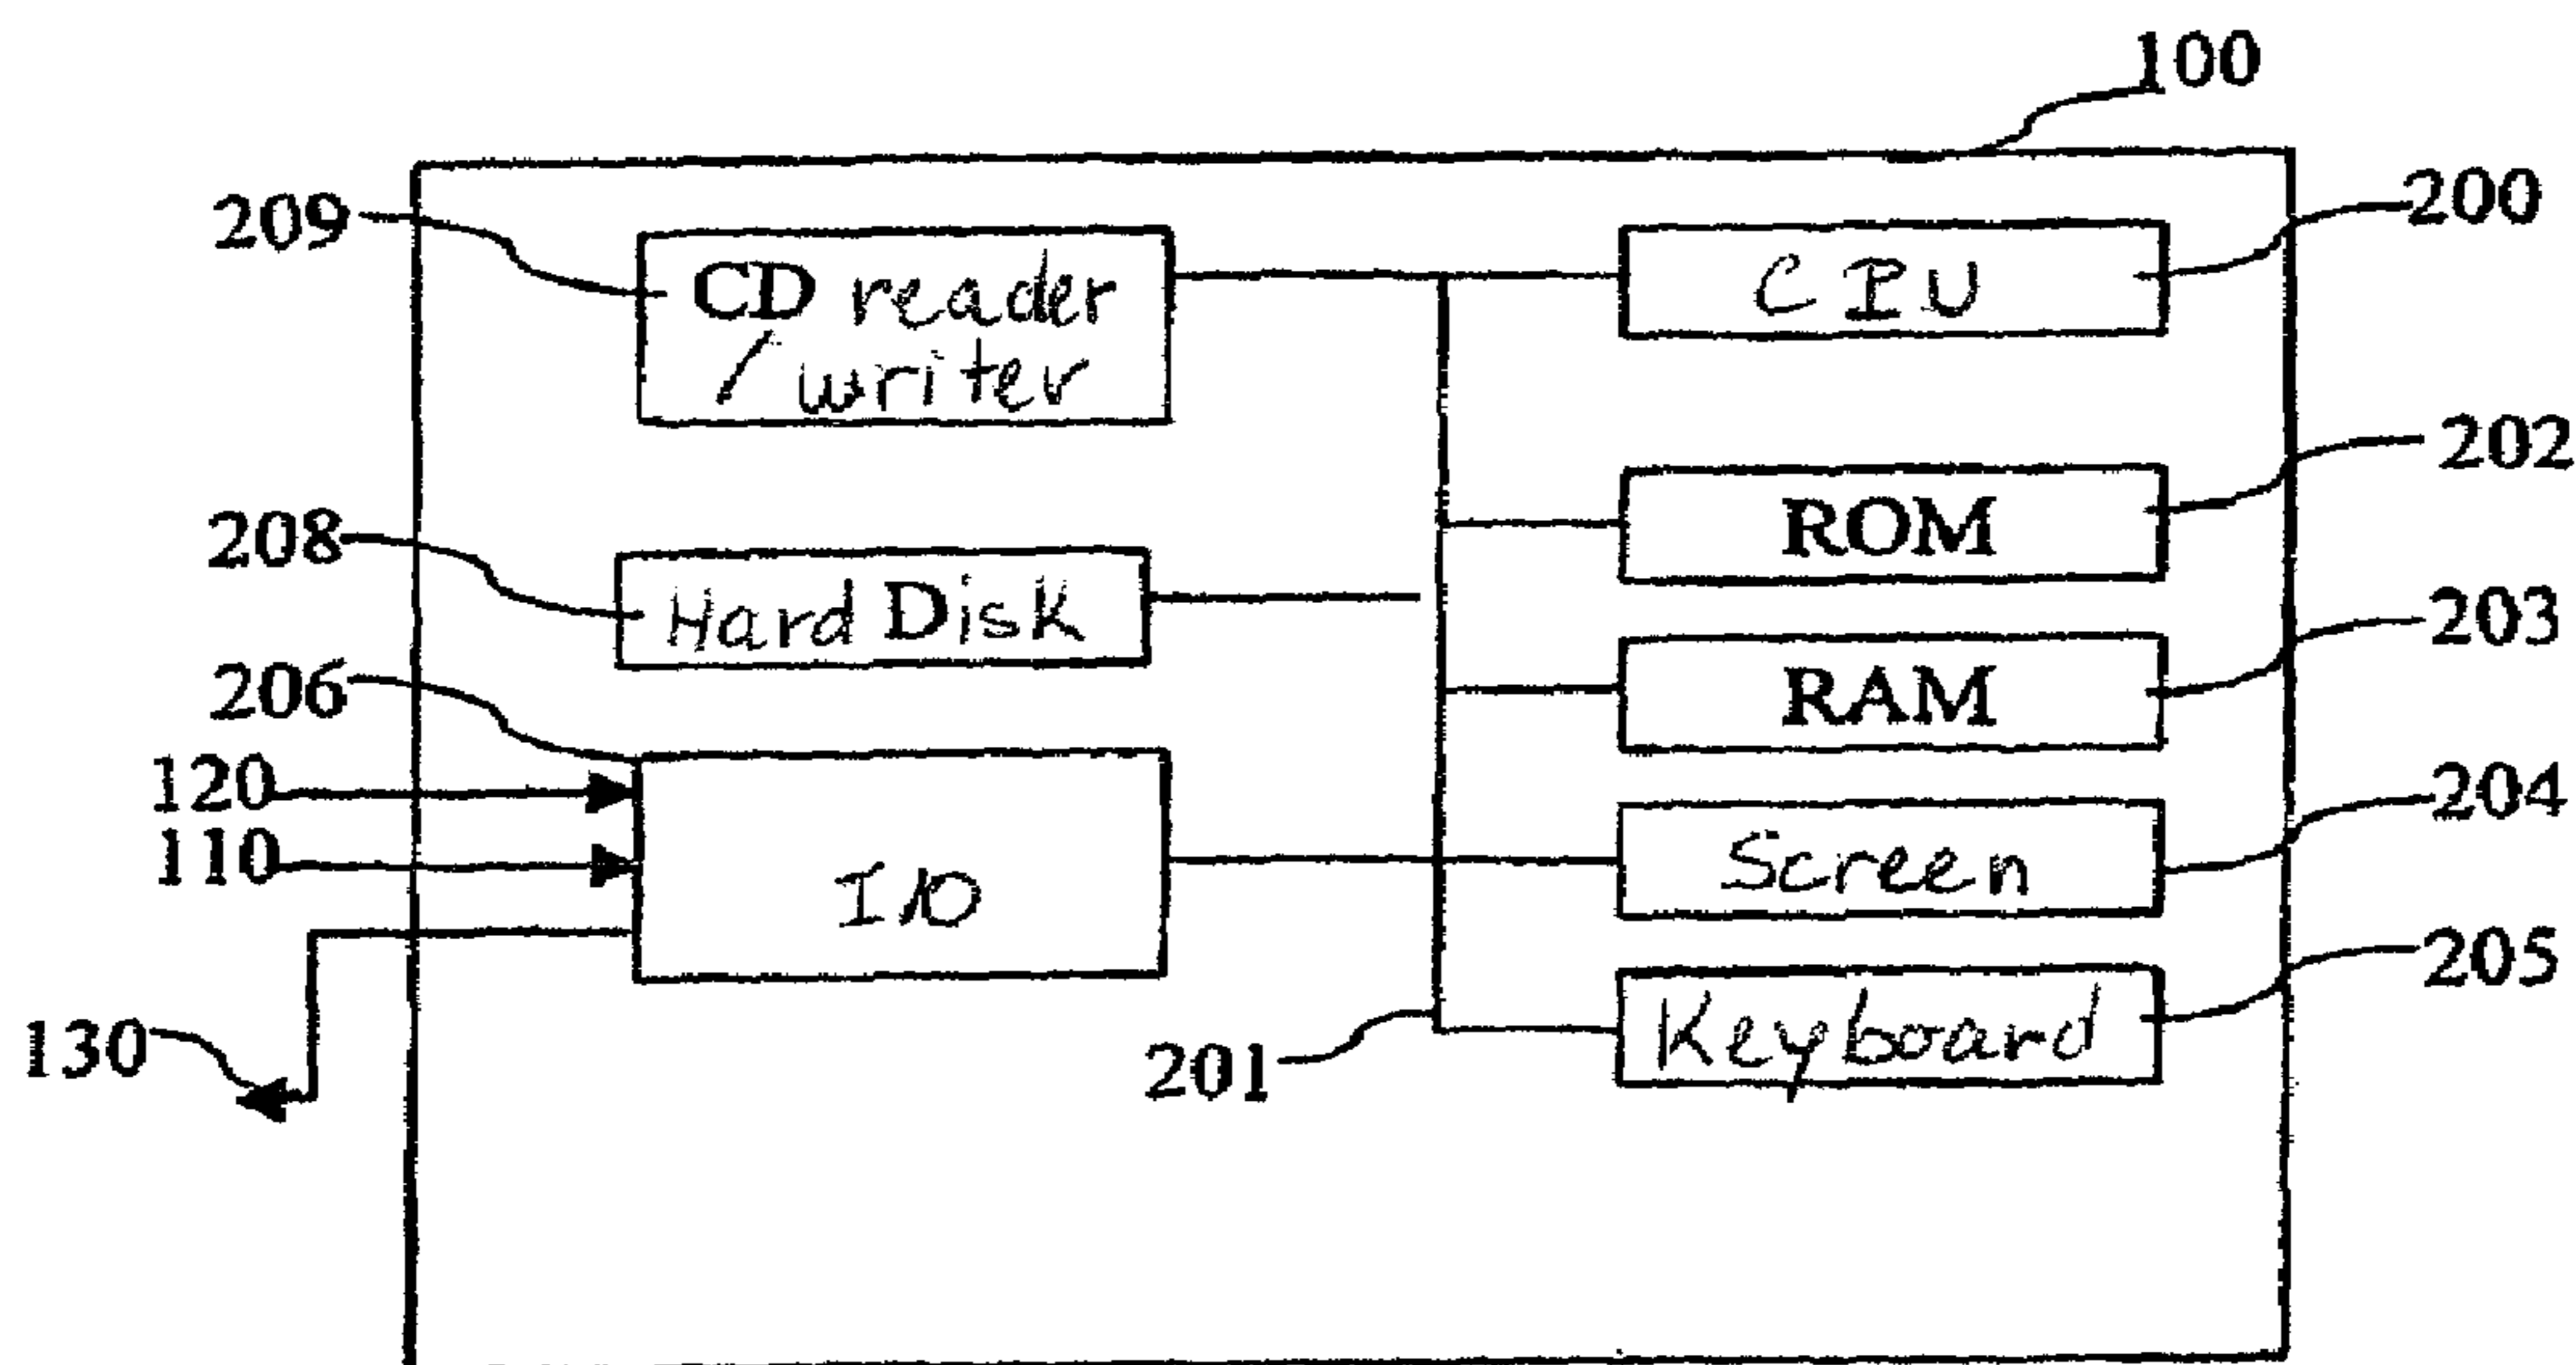 100
209
CD reader
/ writer
CPU
200
ROM
202
208
Hard Disk
RAM
203
206
120
110
I/O
Screen
204
130
201
Keyboard
205